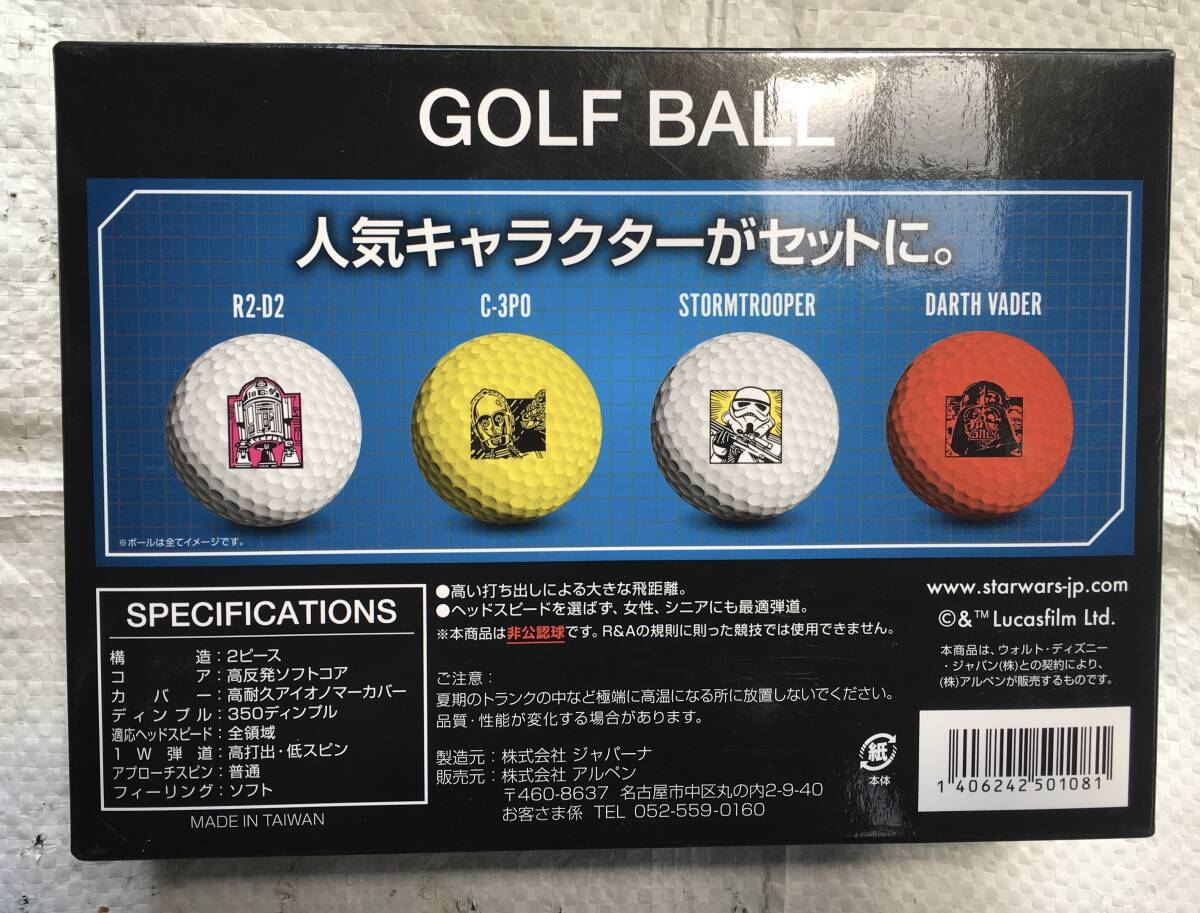 GOLF BALL
人気キャラクターがセットに。
R2-D2
C-3PO
STORMTROOPER
DARTH VADER
※ボールは全てイメージです。
SPECIFICATIONS
構造：2ピース
コア：高反発ソフトコア
カバー：高耐久アイオノマーカバー
ディンプル：350ディンプル
適応ヘッドスピード：全領域
1W弾道：高打出・低スピン
アプローチスピン：普通
フィーリング：ソフト
MADE IN TAIWAN
●高い打ち出しによる大きな飛距離。
●ヘッドスピードを選ばず、女性、シニアにも最適弾道。
※本商品は非公認球です。R&Aの規則に則った競技では使用できません。
ご注意：
夏期のトランクの中など極端に高温になる所に放置しないでください。
品質・性能が変化する場合があります。
製造元：株式会社 ジャパーナ
販売元：株式会社 アルペン
〒460-8637 名古屋市中区丸の内2-9-40
お客さま係 TEL 052-559-0160
紙
本体
www.starwars-jp.com
©&™ Lucasfilm Ltd.
本商品は、ウォルト・ディズニー
・ジャパン(株)との契約により、
(株)アルペンが販売するものです。
1 406242 501081